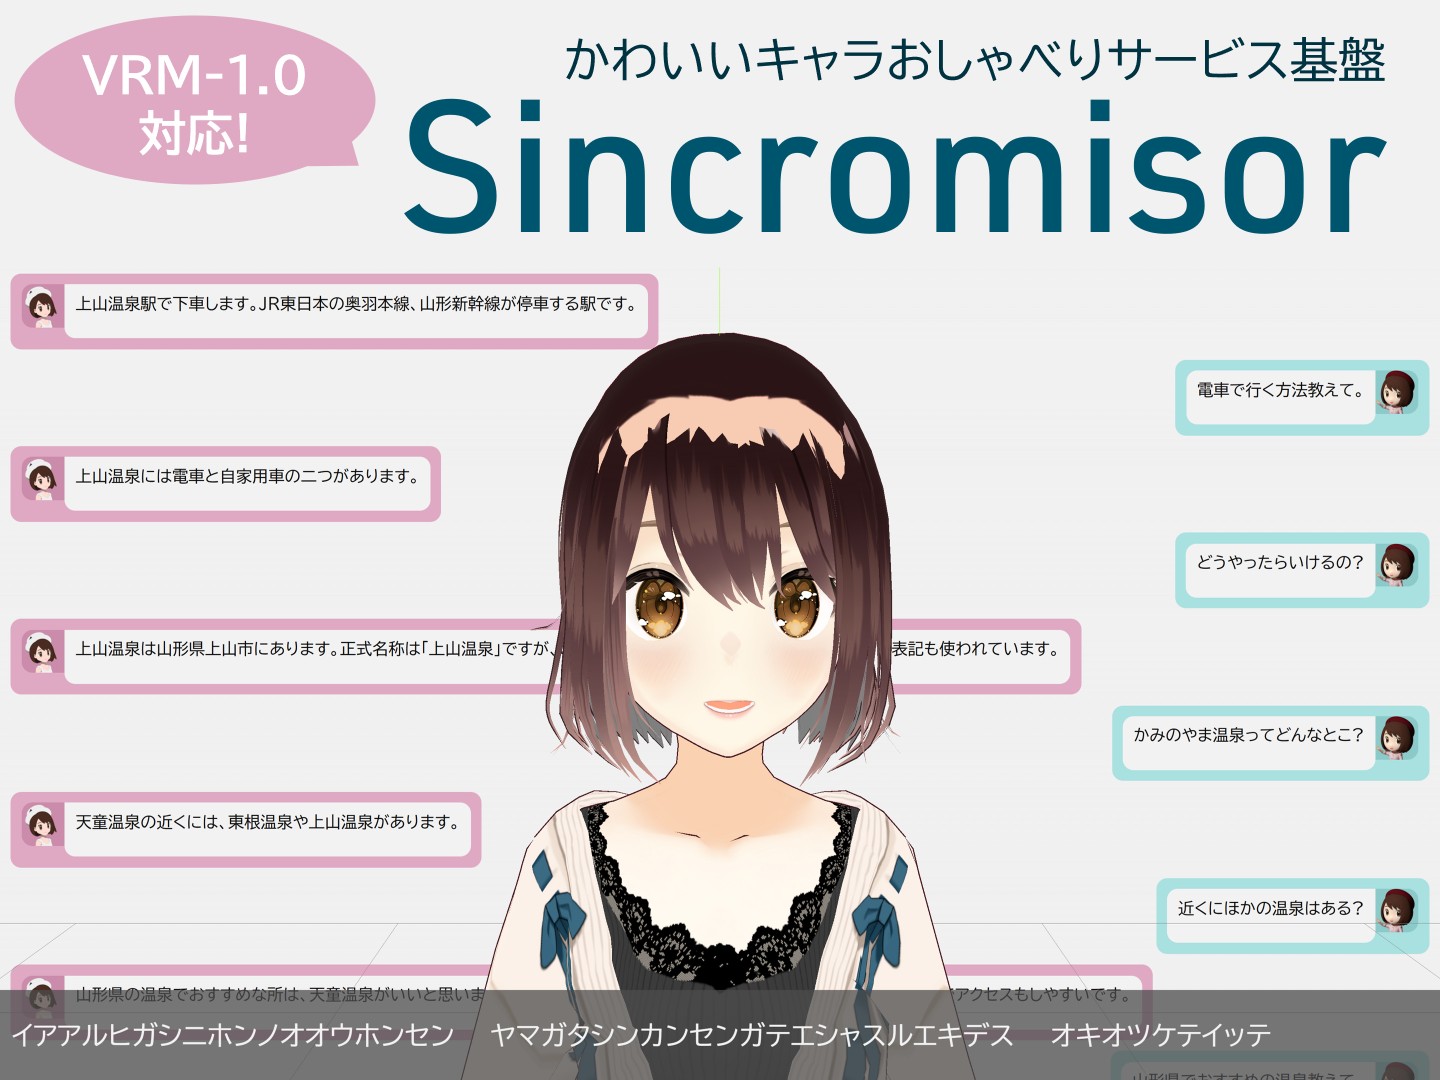 VRM-1.0
対応!
かわいいキャラおしゃべりサービス基盤
Sincromisor
上山温泉駅で下車します。JR東日本の奥羽本線、山形新幹線が停車する駅です。
電車で行く方法教えて。
上山温泉には電車と自家用車の二つがあります。
どうやったらいけるの?
上山温泉は山形県上山市にあります。正式名称は「上山温泉」ですが、
表記も使われています。
かみのやま温泉ってどんなとこ?
天童温泉の近くには、東根温泉や上山温泉があります。
近くにほかの温泉はある?
山形県の温泉でおすすめな所は、天童温泉がいいと思いま
アクセスもしやすいです。
イアアルヒガシニホンノオオウホンセン　ヤマガタシンカンセンガテエシャスルエキデス　オキオツケテイッテ
山形県でおすすめの温泉教えて